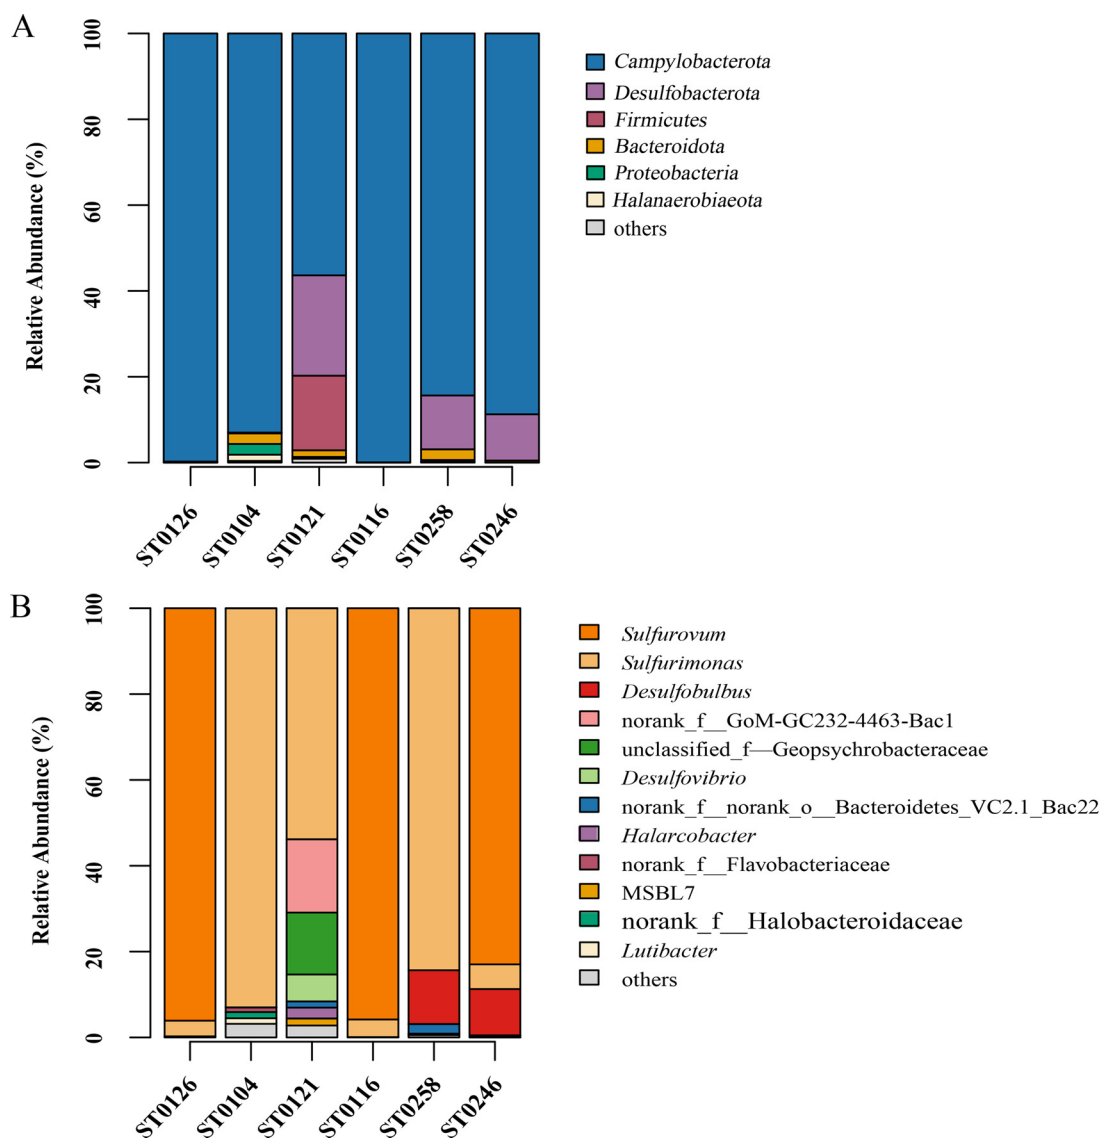 A
Relative Abundance (%)
100
80
60
40
20
0
ST0126
ST0104
ST0121
ST0116
ST0258
ST0246
Campylobacterota
Desulfobacterota
Firmicutes
Bacteroidota
Proteobacteria
Halanaerobiaeota
others
B
Relative Abundance (%)
100
80
60
40
20
0
ST0126
ST0104
ST0121
ST0116
ST0258
ST0246
Sulfurovum
Sulfurimonas
Desulfobulbus
norank_f__GoM-GC232-4463-Bac1
unclassified_f—Geopsychrobacteraceae
Desulfovibrio
norank_f__norank_o__Bacteroidetes_VC2.1_Bac22
Halarcobacter
norank_f__Flavobacteriaceae
MSBL7
norank_f__Halobacteroidaceae
Lutibacter
others